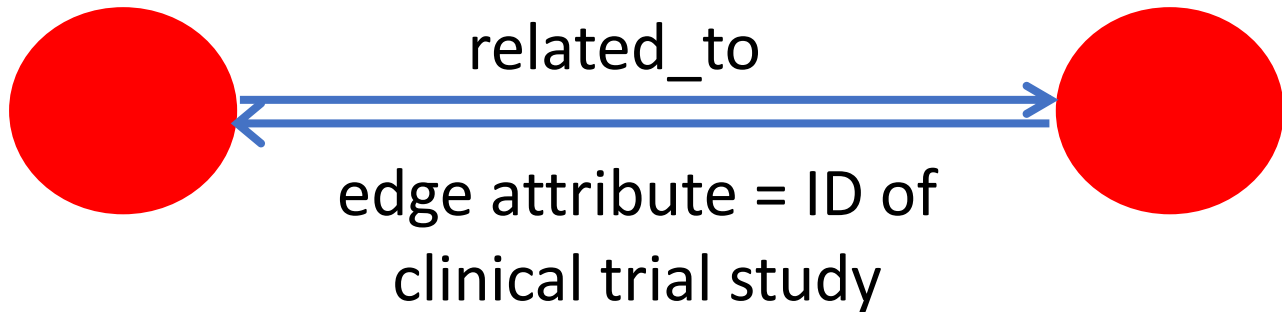 related_to
edge attribute = ID of
clinical trial study